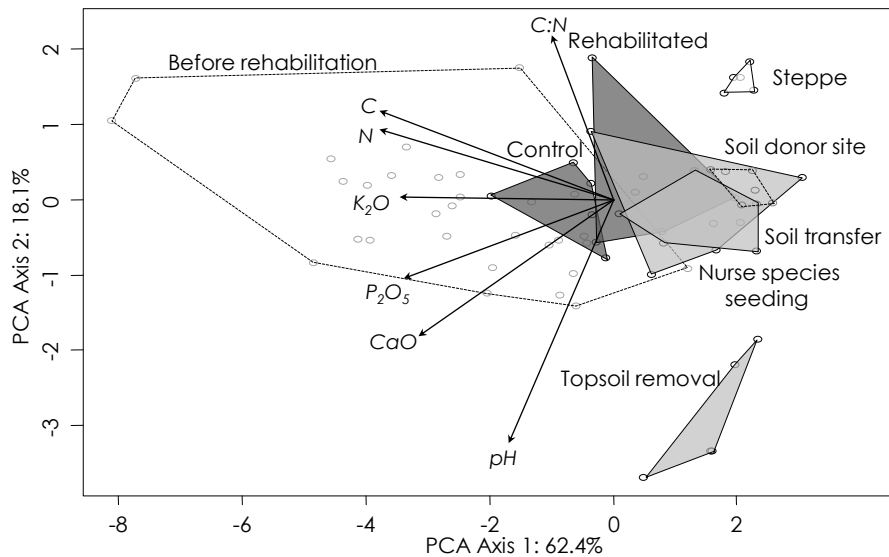 C:N
Rehabilitated
Before rehabilitation
Steppe
C
N
Control
Soil donor site
K₂O
Soil transfer
P₂O₅
Nurse species
seeding
CaO
Topsoil removal
pH
PCA Axis 2: 18.1%
2
1
0
-1
-2
-3
-8
-6
-4
-2
0
2
PCA Axis 1: 62.4%